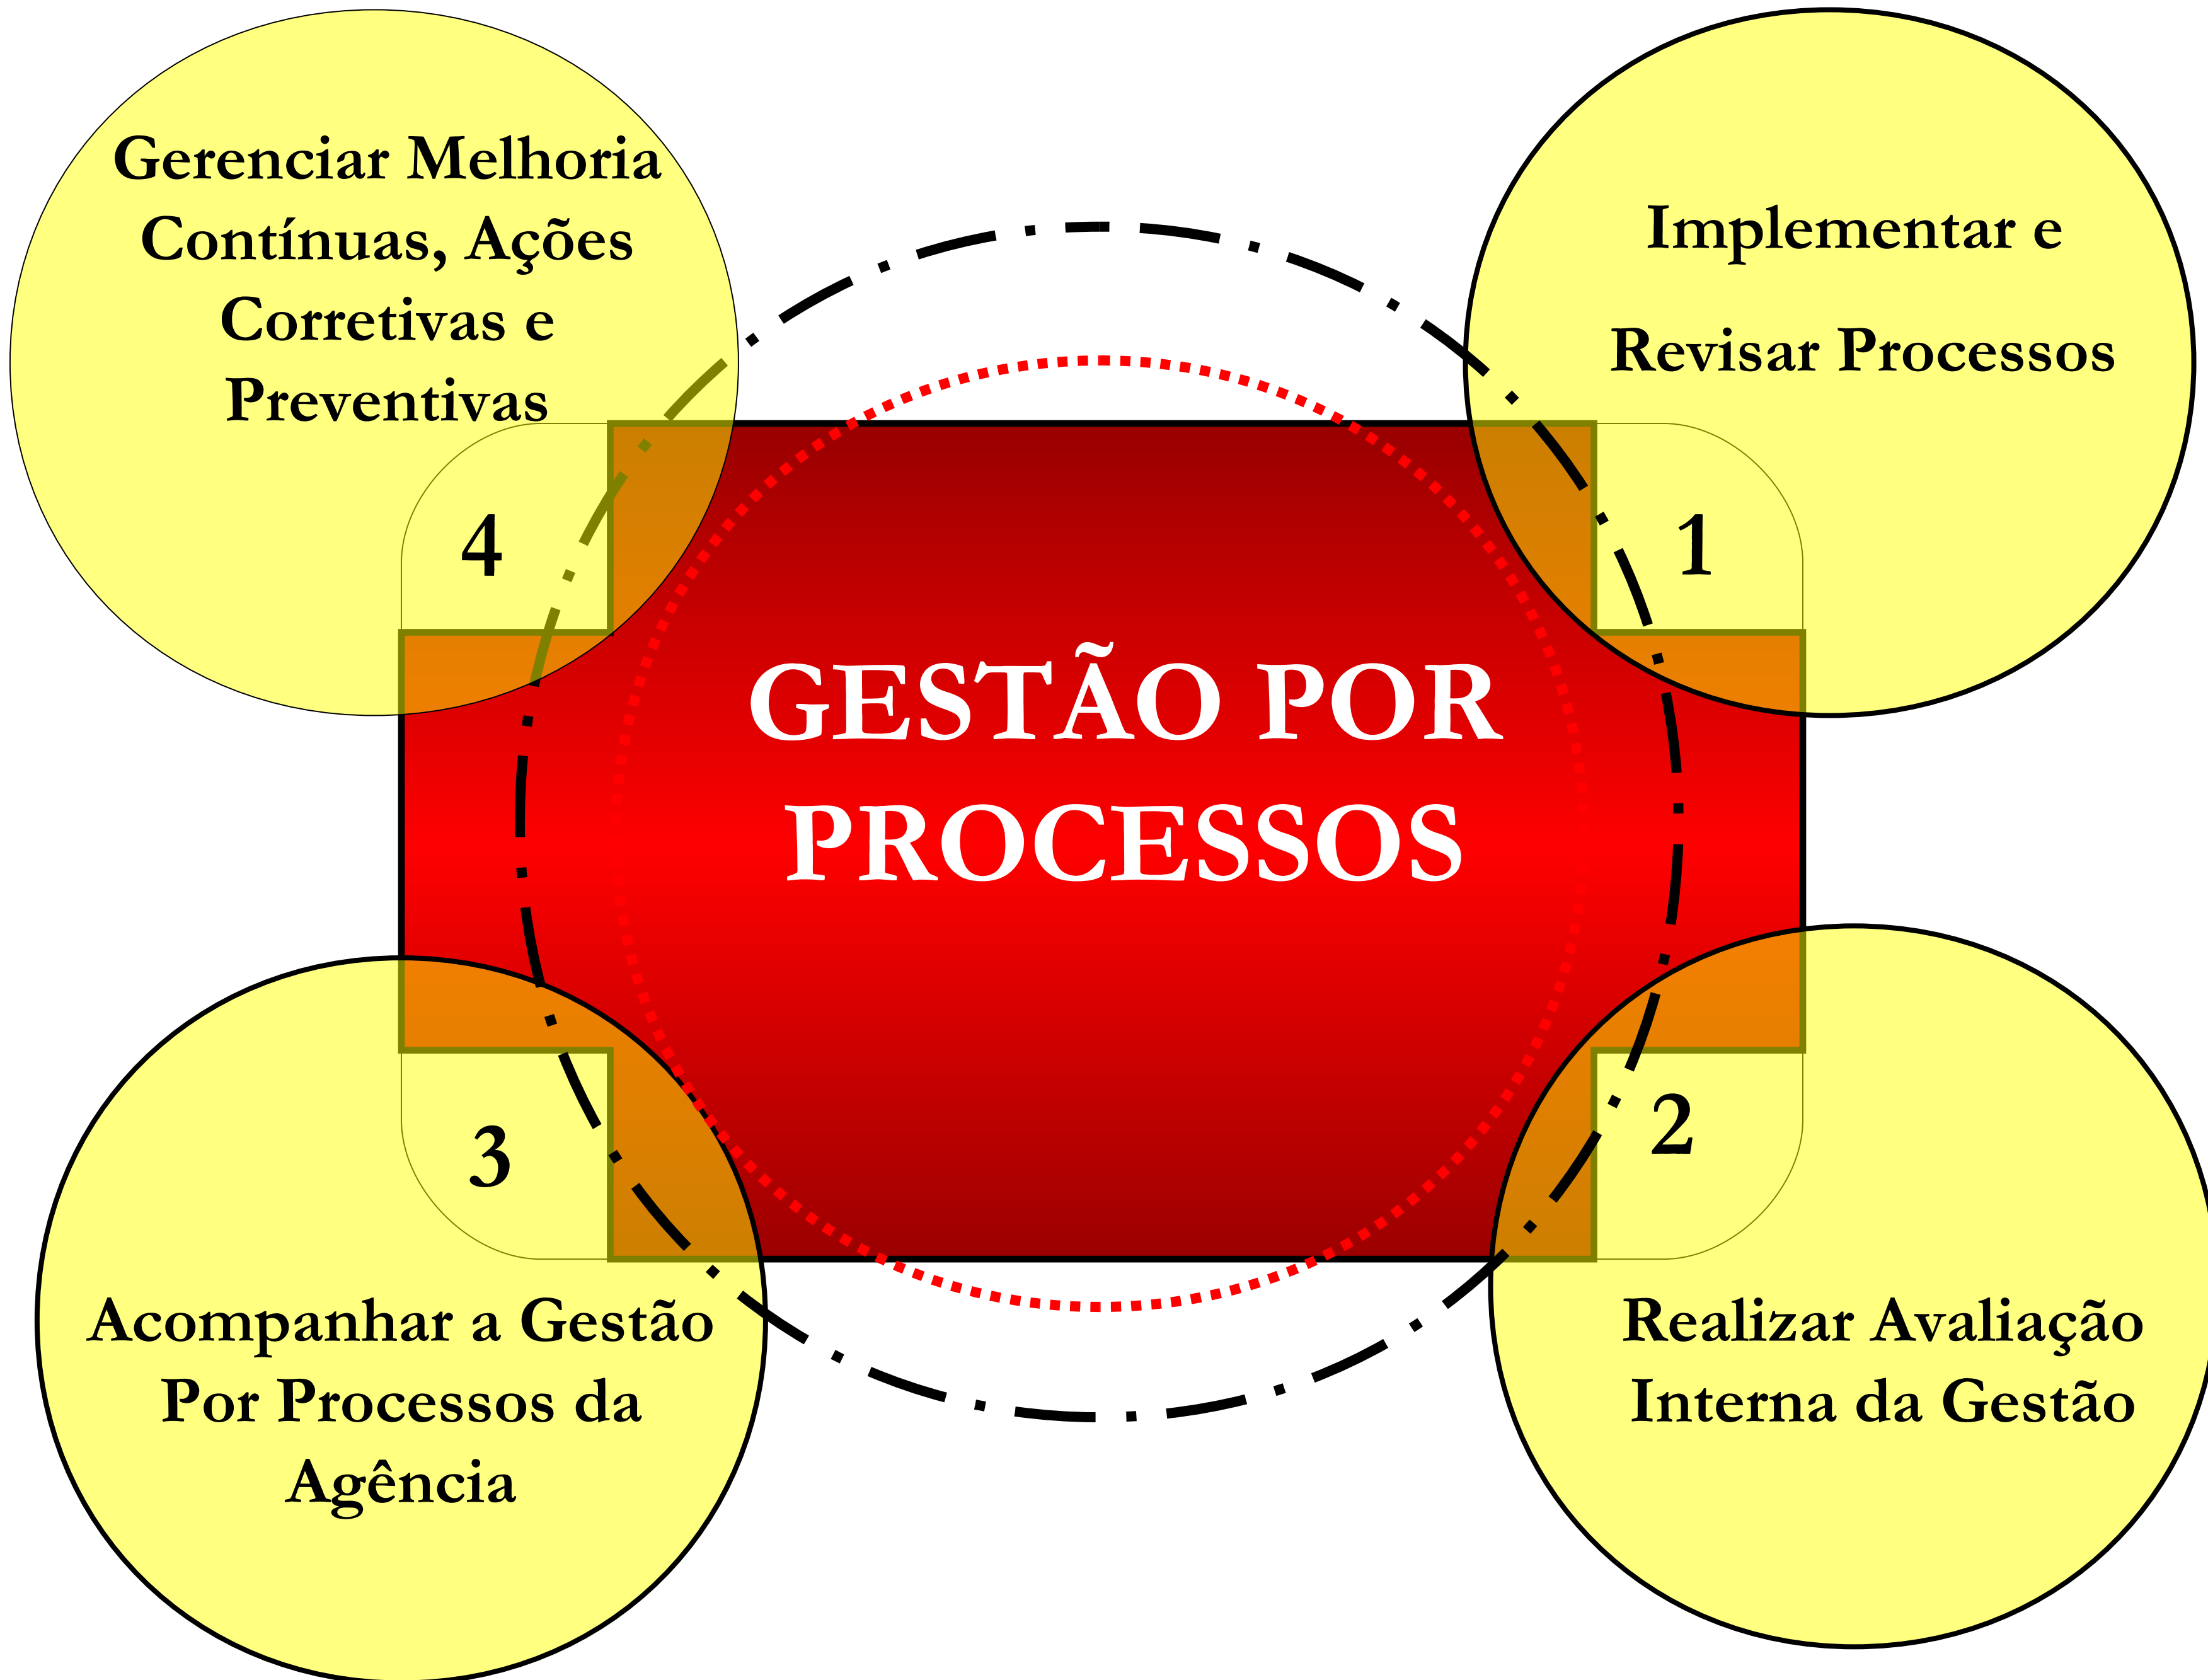 Gerenciar Melhoria
Contínuas, Ações
Corretivas e
Preventivas
4
Implementar e
Revisar Processos
1
GESTÃO POR
PROCESSOS
3
Acompanhar a Gestão
Por Processos da
Agência
2
Realizar Avaliação
Interna da Gestão